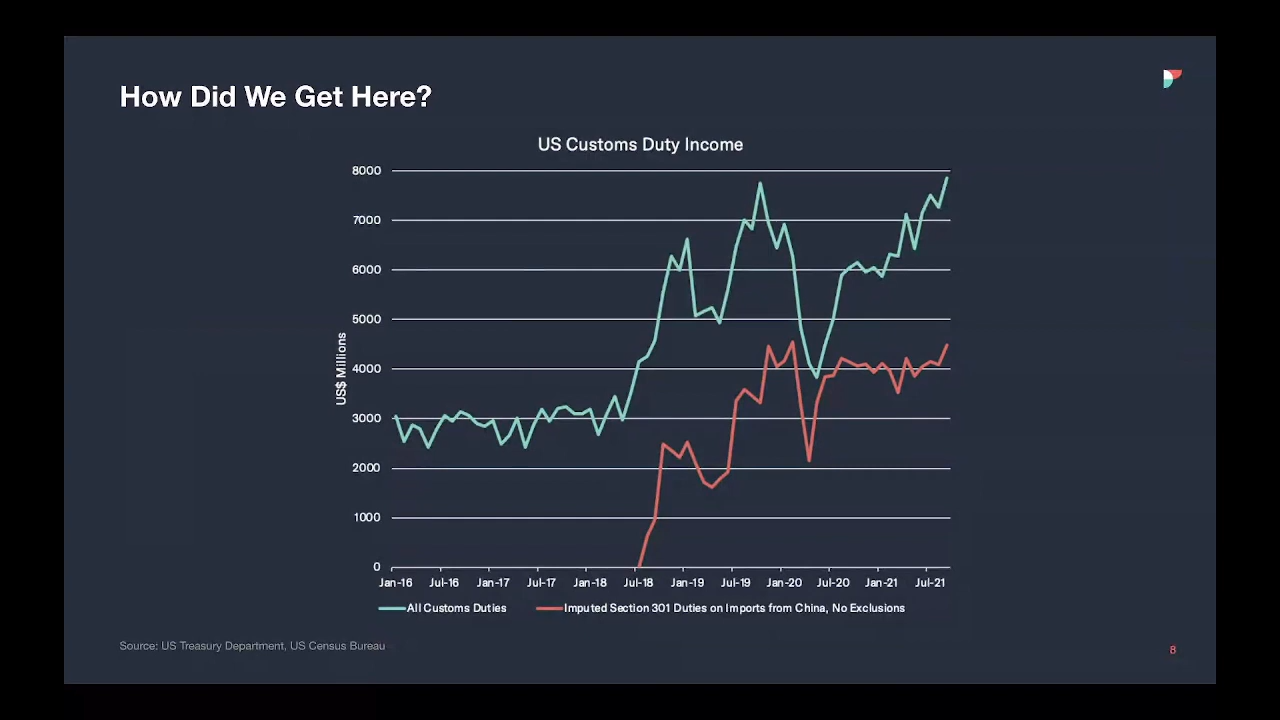 How Did We Get Here?
US Customs Duty Income
8000
7000
6000
5000
4000
3000
2000
1000
0
US$ Millions
Jan-16 Jul-16 Jan-17 Jul-17 Jan-18 Jul-18 Jan-19 Jul-19 Jan-20 Jul-20 Jan-21 Jul-21
All Customs Duties Imputed Section 301 Duties on Imports from China, No Exclusions
Source: US Treasury Department, US Census Bureau
8